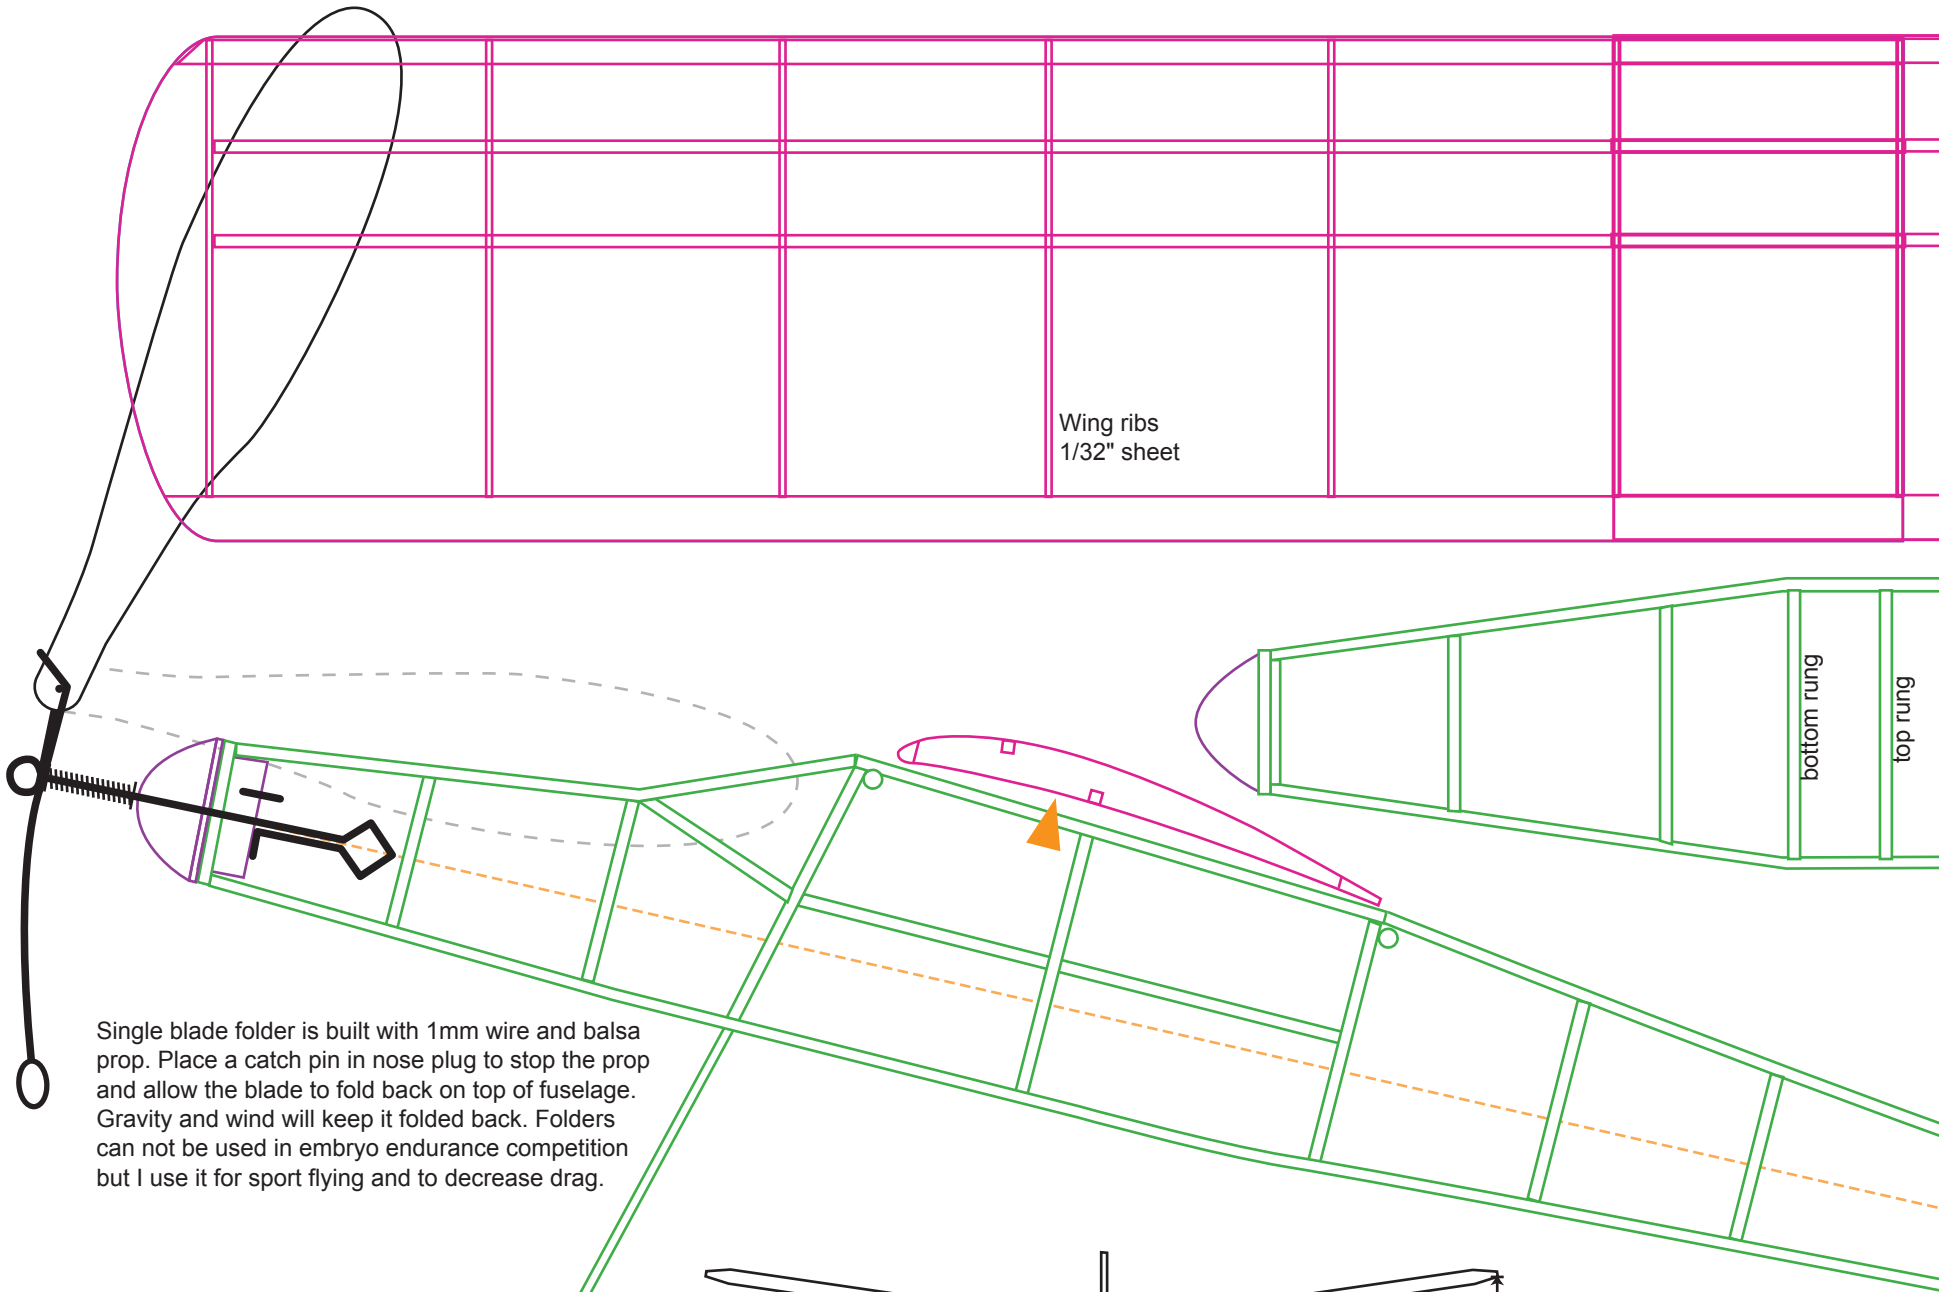 Wing ribs
1/32" sheet
bottom rung
top rung
Single blade folder is built with 1mm wire and balsa
prop. Place a catch pin in nose plug to stop the prop
and allow the blade to fold back on top of fuselage.
Gravity and wind will keep it folded back. Folders
can not be used in embryo endurance competition
but I use it for sport flying and to decrease drag.